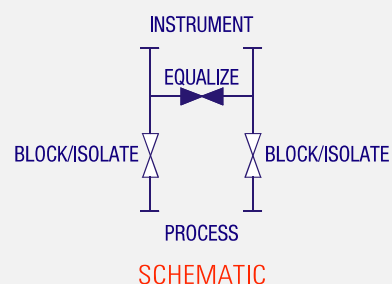 INSTRUMENT
EQUALIZE
BLOCK/ISOLATE BLOCK/ISOLATE
PROCESS
SCHEMATIC